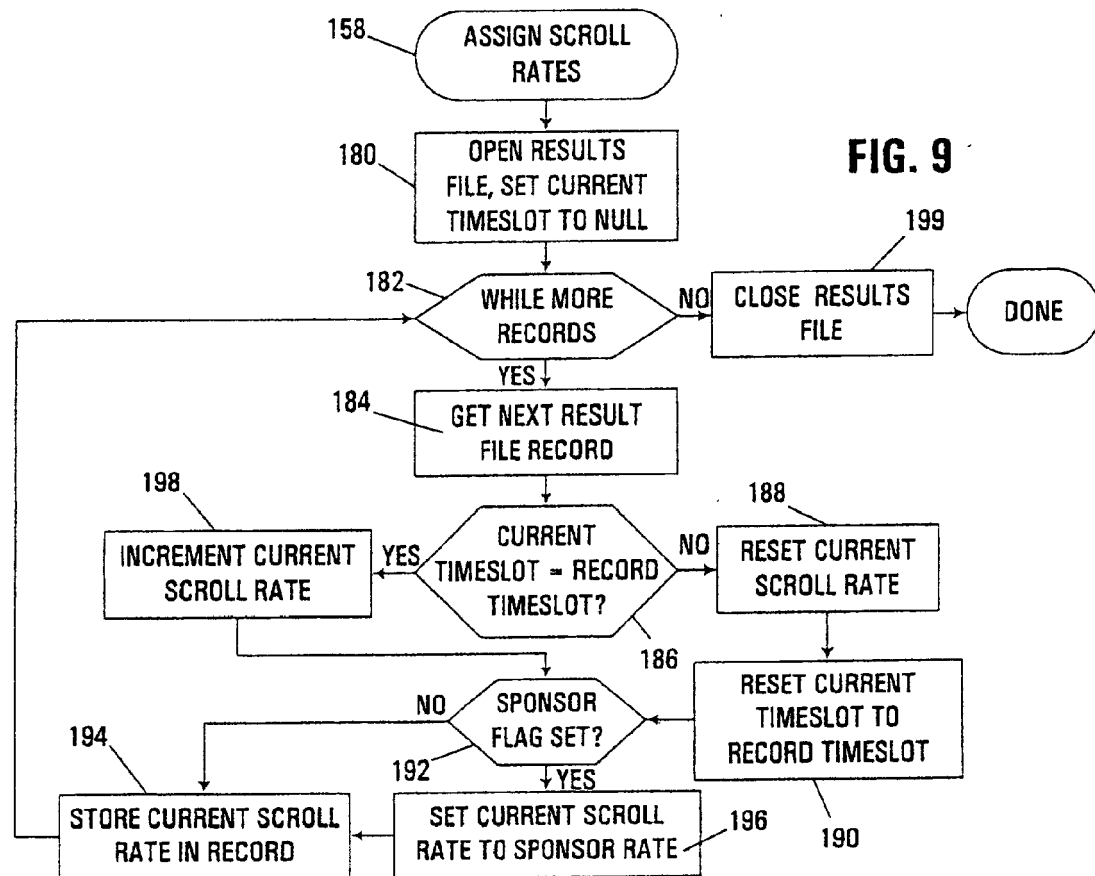 158
ASSIGN SCROLL
RATES
180
OPEN RESULTS
FILE, SET CURRENT
TIMESLOT TO NULL
FIG. 9
199
182
WHILE MORE
RECORDS
NO
CLOSE RESULTS
FILE
DONE
YES
184
GET NEXT RESULT
FILE RECORD
198
188
INCREMENT CURRENT
SCROLL RATE
YES
CURRENT
TIMESLOT = RECORD
TIMESLOT?
NO
RESET CURRENT
SCROLL RATE
186
194
NO
SPONSOR
FLAG SET?
192
RESET CURRENT
TIMESLOT TO
RECORD TIMESLOT
YES
190
STORE CURRENT SCROLL
RATE IN RECORD
SET CURRENT SCROLL
RATE TO SPONSOR RATE
196